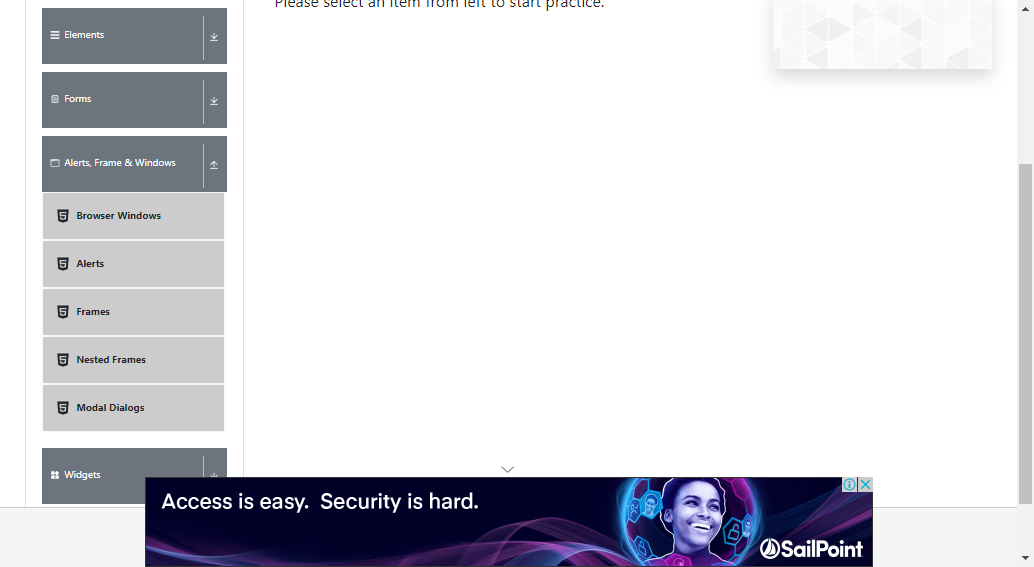 Please select an item from left to start practice.
Elements
Forms
Alerts, Frame & Windows
Browser Windows
Alerts
Frames
Nested Frames
Modal Dialogs
Widgets
Access is easy. Security is hard.
SailPoint